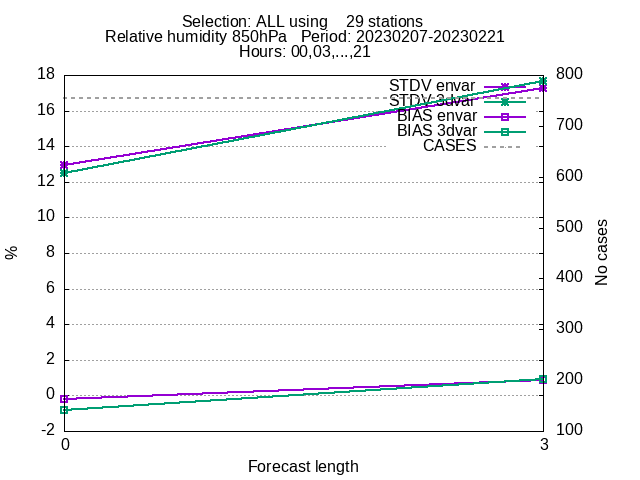 Selection: ALL using    29 stations
Relative humidity 850hPa   Period: 20230207-20230221
Hours: 00,03,...,21
18
16
14
12
10
8
6
4
2
0
-2
%
STDV envar
STDV 3dvar
BIAS envar
BIAS 3dvar
CASES
800
700
600
500
400
300
200
100
No cases
0
3
Forecast length